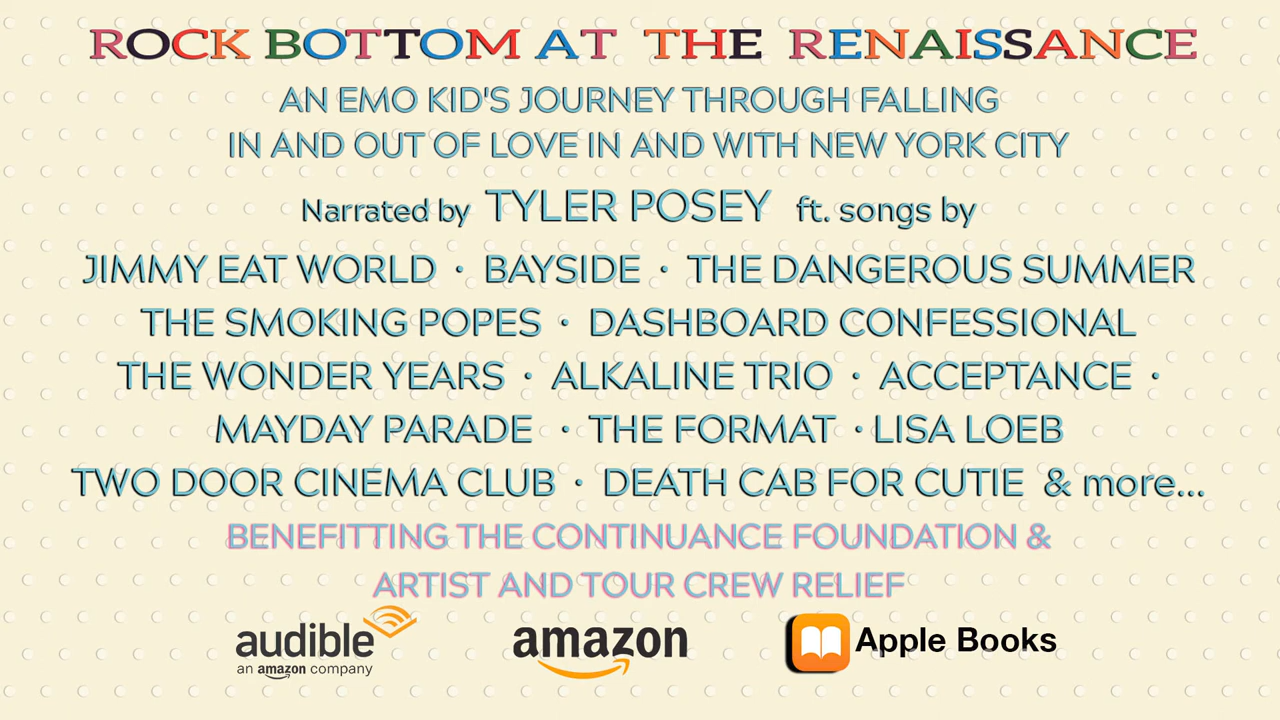 ROCK BOTTOM AT THE RENAISSANCE
AN EMO KID'S JOURNEY THROUGH FALLING
IN AND OUT OF LOVE IN AND WITH NEW YORK CITY
Narrated by TYLER POSEY ft. songs by
JIMMY EAT WORLD · BAYSIDE · THE DANGEROUS SUMMER
THE SMOKING POPES · DASHBOARD CONFESSIONAL
THE WONDER YEARS · ALKALINE TRIO · ACCEPTANCE ·
MAYDAY PARADE · THE FORMAT · LISA LOEB
TWO DOOR CINEMA CLUB · DEATH CAB FOR CUTIE & more...
BENEFITTING THE CONTINUANCE FOUNDATION &
ARTIST AND TOUR CREW RELIEF
audible amazon Apple Books
an amazon company